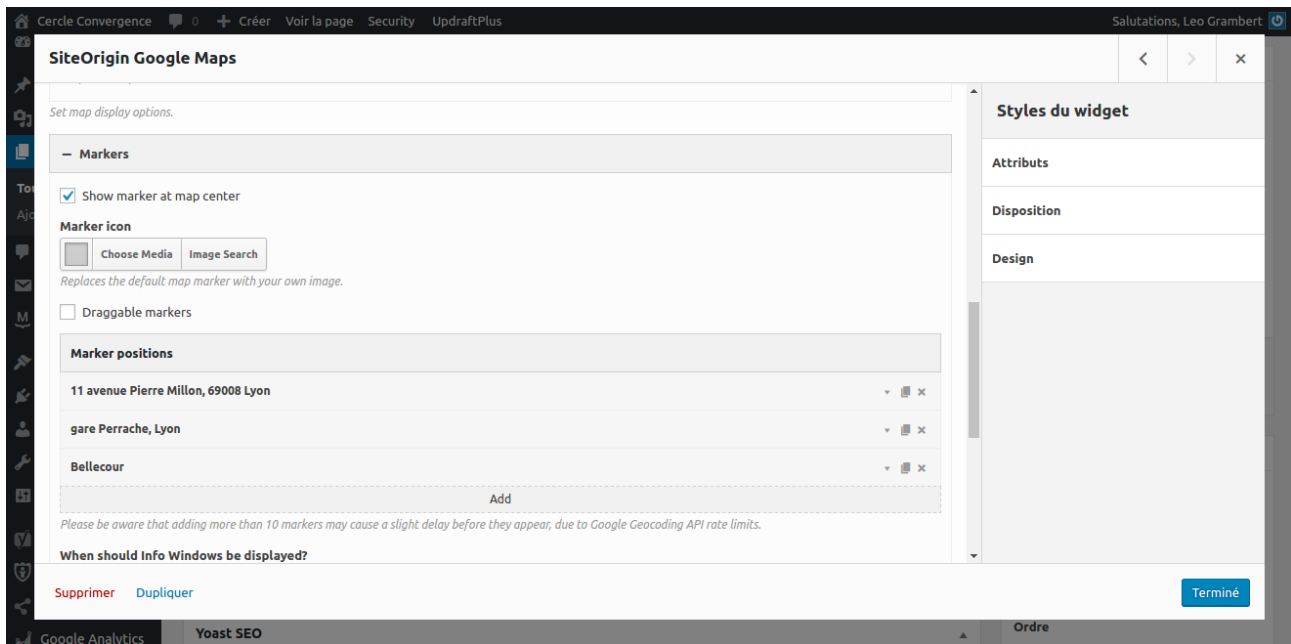 Cercle Convergence 0 Créer Voir la page Security UpdraftPlus Salutations, Leo Grambert
SiteOrigin Google Maps
Set map display options.
Markers
Show marker at map center
Marker icon
Choose Media Image Search
Replaces the default map marker with your own image.
Draggable markers
Marker positions
11 avenue Pierre Millon, 69008 Lyon
gare Perrache, Lyon
Bellecour
Add
Please be aware that adding more than 10 markers may cause a slight delay before they appear, due to Google Geocoding API rate limits.
When should Info Windows be displayed?
Styles du widget
Attributs
Disposition
Design
Supprimer Dupliquer Terminé
Google Analytics
Yoast SEO
Ordre